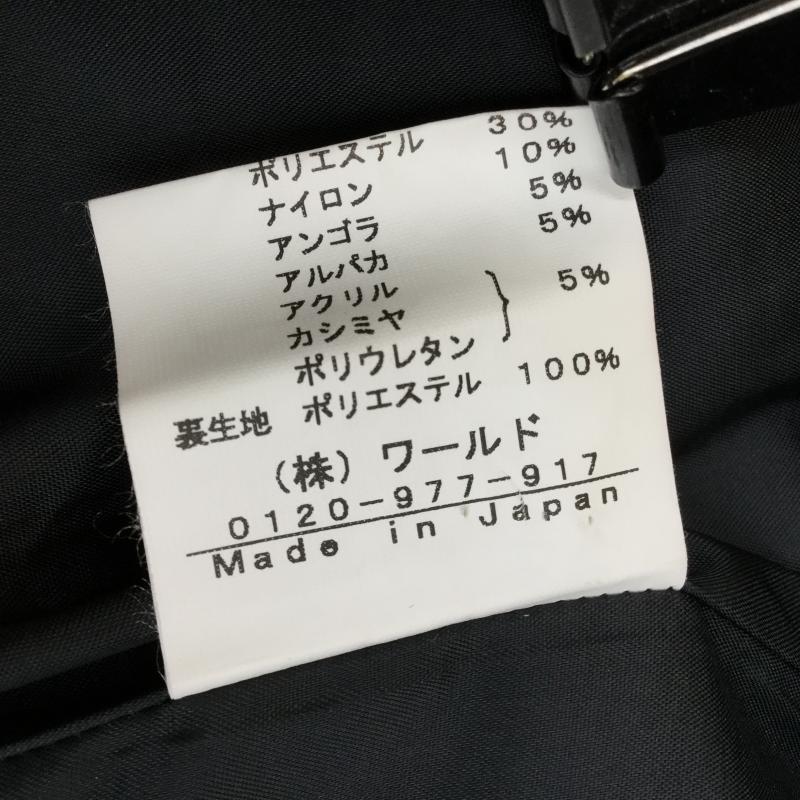 ポリエステル 30%
ナイロン 10%
アンゴラ 5%
アルパカ 5%
アクリル
カシミヤ } 5%
ポリウレタン
裏生地 ポリエステル 100%
(株) ワールド
0120-977-917
Made in Japan